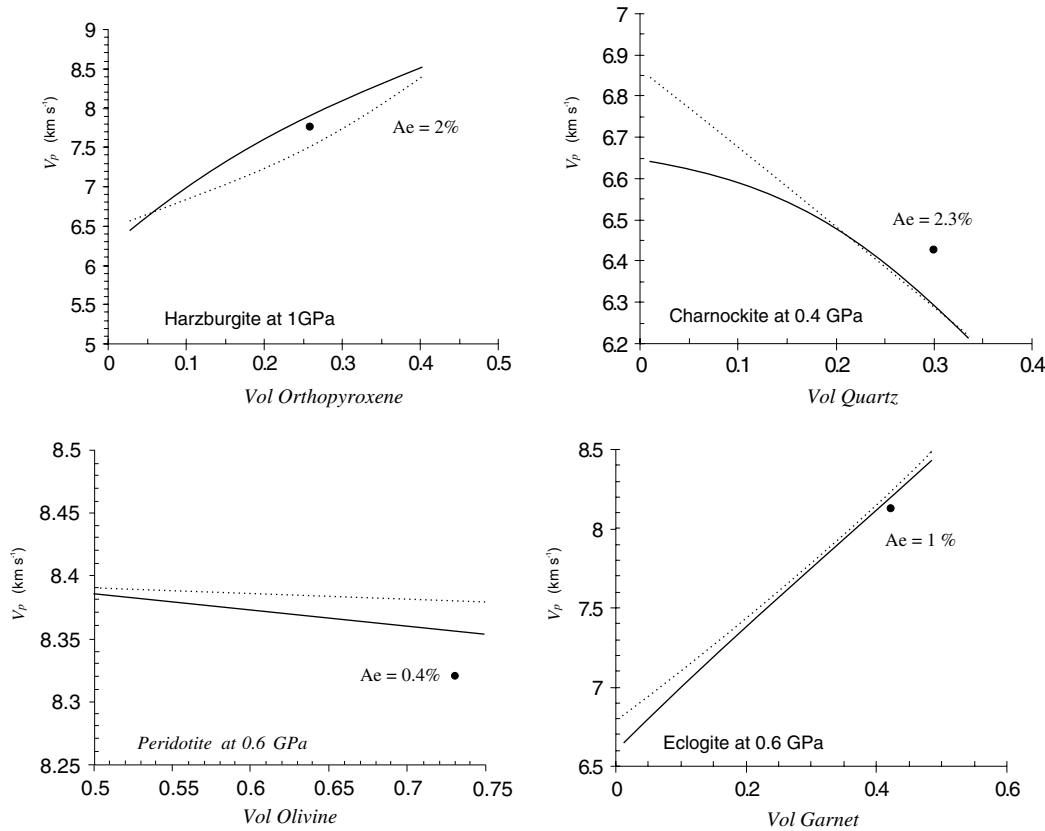 9
8.5
8
7.5
7
6.5
6
5.5
5
V_p (km s⁻¹)
Ae = 2%
Harzburgite at 1GPa
0 0.1 0.2 0.3 0.4 0.5
Vol Orthopyroxene
7
6.9
6.8
6.7
6.6
6.5
6.4
6.3
6.2
V_p (km s⁻¹)
Ae = 2.3%
Charnockite at 0.4 GPa
0 0.1 0.2 0.3 0.4
Vol Quartz
8.5
8.45
8.4
8.35
8.3
8.25
V_p (km s⁻¹)
Ae = 0.4%
Peridotite at 0.6 GPa
0.5 0.55 0.6 0.65 0.7 0.75
Vol Olivine
8.5
8
7.5
7
6.5
V_p (km s⁻¹)
Ae = 1 %
Eclogite at 0.6 GPa
0 0.2 0.4 0.6
Vol Garnet